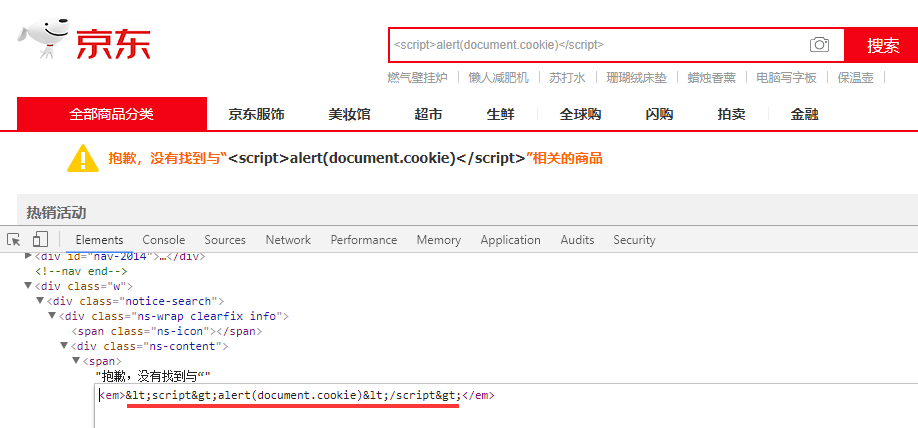 京东
<script>alert(document.cookie)</script>
搜索
燃气壁挂炉 懒人减肥机 苏打水 珊瑚绒床垫 蜡烛香薰 电脑写字板 保温壶
全部商品分类 京东服饰 美妆馆 超市 生鲜 全球购 闪购 拍卖 金融
抱歉，没有找到与“<script>alert(document.cookie)</script>”相关的商品
热销活动
Elements Console Sources Network Performance Memory Application Audits Security
<div id="nav-2014">…</div>
<!--nav end-->
<div class="w">
<div class="notice-search">
<div class="ns-wrap clearfix info">
<span class="ns-icon"></span>
<div class="ns-content">
<span>
"抱歉，没有找到与“"
<em>&lt;script&gt;alert(document.cookie)&lt;/script&gt;</em>